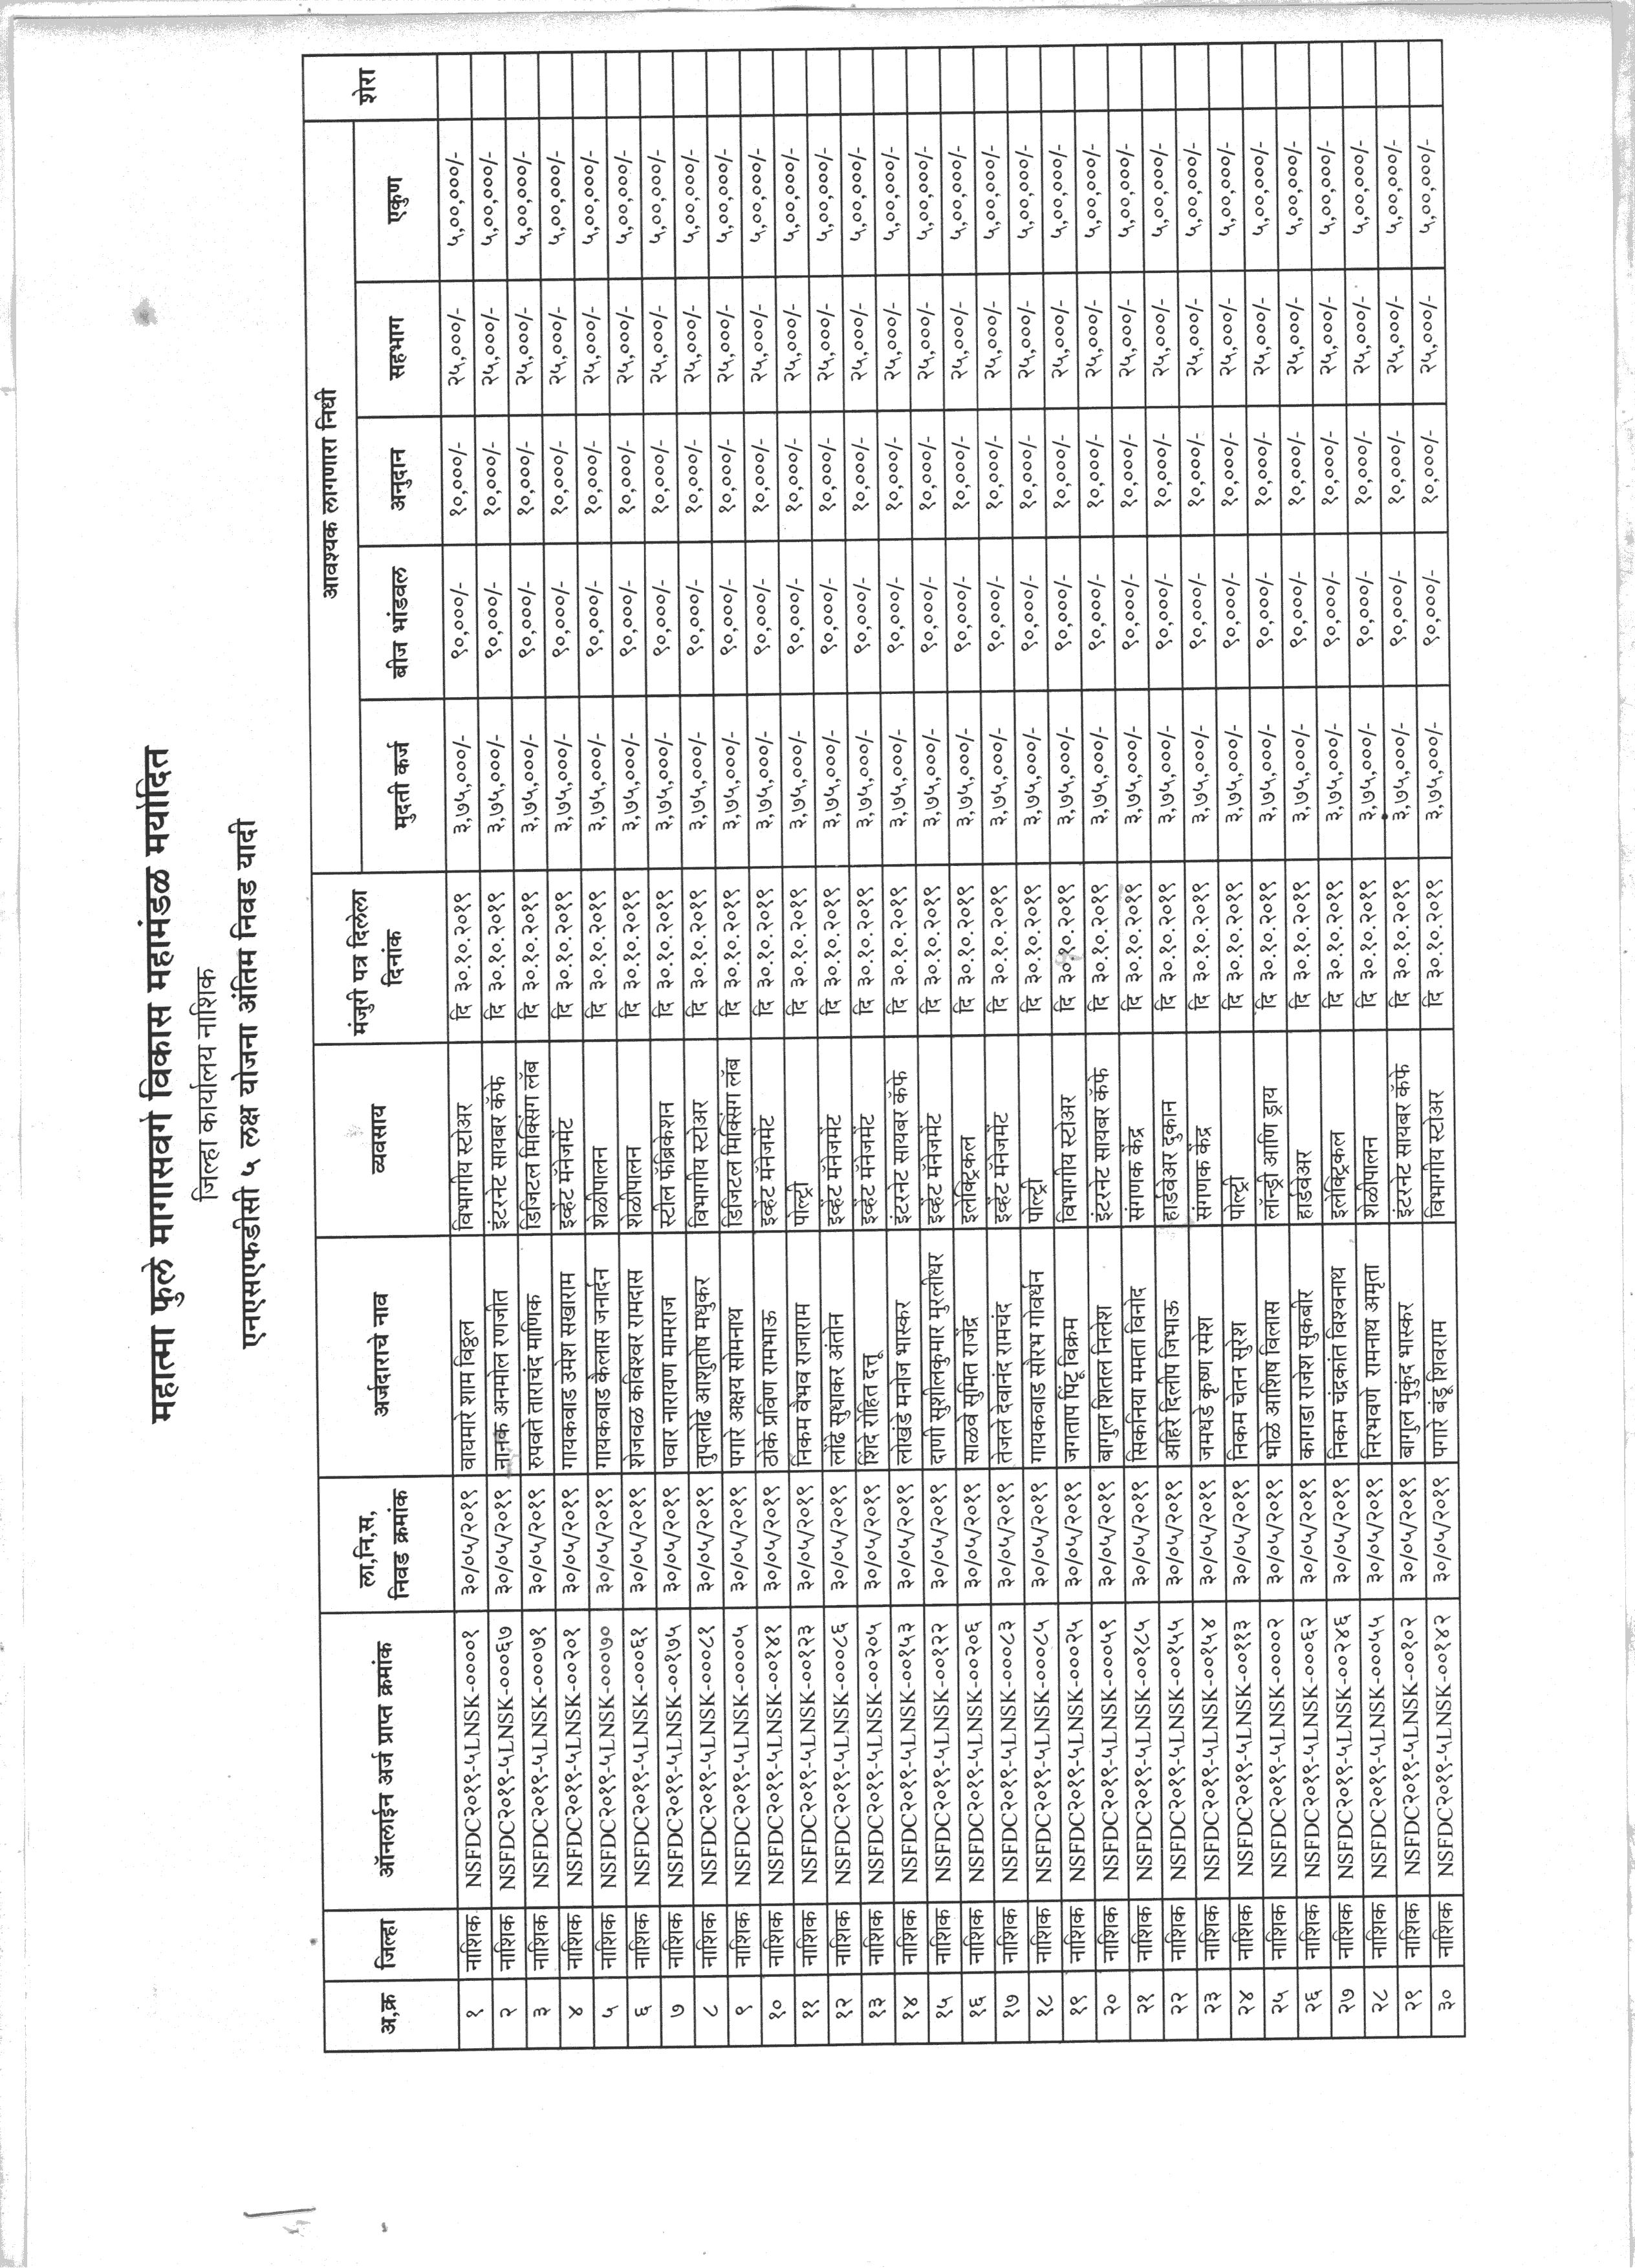 महात्मा फुले मागासवर्ग विकास महामंडळ मर्यादित
जिल्हा कार्यालय नाशिक
एनएसएफडीसी ५ लक्ष योजना अंतिम निवड यादी
अ,क्र जिल्हा ऑनलाईन अर्ज प्राप्त क्रमांक ला,नि,स, निवड क्रमांक अर्जदाराचे नाव व्यवसाय मंजुरी पत्र दिलेला दिनांक आवश्यक लागणारा निधी शेरा
मुदती कर्ज बीज भांडवल अनुदान सहभाग एकुण
१ नाशिक NSFDC२०१९-५LNSK-००००१ ३०/०५/२०१९ वाघमारे शाम विठ्ठल विभागीय स्टोअर दि ३०.१०.२०१९ ३,७५,०००/- ९०,०००/- १०,०००/- २५,०००/- ५,००,०००/-
२ नाशिक NSFDC२०१९-५LNSK-०००६७ ३०/०५/२०१९ नानक अनमोल रणजीत इंटरनेट सायबर कॅफे दि ३०.१०.२०१९ ३,७५,०००/- ९०,०००/- १०,०००/- २५,०००/- ५,००,०००/-
३ नाशिक NSFDC२०१९-५LNSK-०००७१ ३०/०५/२०१९ रुपवते ताराचंद माणिक डिजिटल मिक्सिंग लॅब दि ३०.१०.२०१९ ३,७५,०००/- ९०,०००/- १०,०००/- २५,०००/- ५,००,०००/-
४ नाशिक NSFDC२०१९-५LNSK-००२०१ ३०/०५/२०१९ गायकवाड उमेश सखाराम इव्हेंट मॅनेजमेंट दि ३०.१०.२०१९ ३,७५,०००/- ९०,०००/- १०,०००/- २५,०००/- ५,००,०००/-
५ नाशिक NSFDC२०१९-५LNSK-०००७० ३०/०५/२०१९ गायकवाड कैलास जनार्दन शेळीपालन दि ३०.१०.२०१९ ३,७५,०००/- ९०,०००/- १०,०००/- २५,०००/- ५,००,०००/-
६ नाशिक NSFDC२०१९-५LNSK-०००६१ ३०/०५/२०१९ शेजवळ कविश्वर रामदास शेळीपालन दि ३०.१०.२०१९ ३,७५,०००/- ९०,०००/- १०,०००/- २५,०००/- ५,००,०००/-
७ नाशिक NSFDC२०१९-५LNSK-००१७५ ३०/०५/२०१९ पवार नारायण मामराज स्टील फॅब्रिकेशन दि ३०.१०.२०१९ ३,७५,०००/- ९०,०००/- १०,०००/- २५,०००/- ५,००,०००/-
८ नाशिक NSFDC२०१९-५LNSK-०००८१ ३०/०५/२०१९ तुपलोढे आशुतोष मधुकर विभागीय स्टोअर दि ३०.१०.२०१९ ३,७५,०००/- ९०,०००/- १०,०००/- २५,०००/- ५,००,०००/-
९ नाशिक NSFDC२०१९-५LNSK-००००५ ३०/०५/२०१९ पगारे अक्षय सोमनाथ डिजिटल मिक्सिंग लॅब दि ३०.१०.२०१९ ३,७५,०००/- ९०,०००/- १०,०००/- २५,०००/- ५,००,०००/-
१० नाशिक NSFDC२०१९-५LNSK-००१४१ ३०/०५/२०१९ ठोके प्रविण रामभाऊ इव्हेंट मॅनेजमेंट दि ३०.१०.२०१९ ३,७५,०००/- ९०,०००/- १०,०००/- २५,०००/- ५,००,०००/-
११ नाशिक NSFDC२०१९-५LNSK-००१२३ ३०/०५/२०१९ निकम वैभव राजाराम पोल्ट्री दि ३०.१०.२०१९ ३,७५,०००/- ९०,०००/- १०,०००/- २५,०००/- ५,००,०००/-
१२ नाशिक NSFDC२०१९-५LNSK-०००८६ ३०/०५/२०१९ लोंढे सुधाकर अंतोन इव्हेंट मॅनेजमेंट दि ३०.१०.२०१९ ३,७५,०००/- ९०,०००/- १०,०००/- २५,०००/- ५,००,०००/-
१३ नाशिक NSFDC२०१९-५LNSK-००२०५ ३०/०५/२०१९ शिंदे रोहित दत्तू इव्हेंट मॅनेजमेंट दि ३०.१०.२०१९ ३,७५,०००/- ९०,०००/- १०,०००/- २५,०००/- ५,००,०००/-
१४ नाशिक NSFDC२०१९-५LNSK-००१५३ ३०/०५/२०१९ लोखंडे मनोज भास्कर इंटरनेट सायबर कॅफे दि ३०.१०.२०१९ ३,७५,०००/- ९०,०००/- १०,०००/- २५,०००/- ५,००,०००/-
१५ नाशिक NSFDC२०१९-५LNSK-००१२२ ३०/०५/२०१९ दाणी सुशीलकुमार मुरलीधर इव्हेंट मॅनेजमेंट दि ३०.१०.२०१९ ३,७५,०००/- ९०,०००/- १०,०००/- २५,०००/- ५,००,०००/-
१६ नाशिक NSFDC२०१९-५LNSK-००२०६ ३०/०५/२०१९ साळवे सुमित राजेंद्र इलेक्ट्रिकल दि ३०.१०.२०१९ ३,७५,०००/- ९०,०००/- १०,०००/- २५,०००/- ५,००,०००/-
१७ नाशिक NSFDC२०१९-५LNSK-०००८३ ३०/०५/२०१९ तेजले देवानंद रामचंद इव्हेंट मॅनेजमेंट दि ३०.१०.२०१९ ३,७५,०००/- ९०,०००/- १०,०००/- २५,०००/- ५,००,०००/-
१८ नाशिक NSFDC२०१९-५LNSK-०००८५ ३०/०५/२०१९ गायकवाड सौरभ गोवर्धन पोल्ट्री दि ३०.१०.२०१९ ३,७५,०००/- ९०,०००/- १०,०००/- २५,०००/- ५,००,०००/-
१९ नाशिक NSFDC२०१९-५LNSK-०००२५ ३०/०५/२०१९ जगताप पिंटू विक्रम विभागीय स्टोअर दि ३०.१०.२०१९ ३,७५,०००/- ९०,०००/- १०,०००/- २५,०००/- ५,००,०००/-
२० नाशिक NSFDC२०१९-५LNSK-०००५९ ३०/०५/२०१९ बागुल शितल निलेश इंटरनेट सायबर कॅफे दि ३०.१०.२०१९ ३,७५,०००/- ९०,०००/- १०,०००/- २५,०००/- ५,००,०००/-
२१ नाशिक NSFDC२०१९-५LNSK-००१८५ ३०/०५/२०१९ सिकनिया ममता विनोद संगणक केंद्र दि ३०.१०.२०१९ ३,७५,०००/- ९०,०००/- १०,०००/- २५,०००/- ५,००,०००/-
२२ नाशिक NSFDC२०१९-५LNSK-००१५५ ३०/०५/२०१९ अहिरे दिलीप जिभाऊ हार्डवेअर दुकान दि ३०.१०.२०१९ ३,७५,०००/- ९०,०००/- १०,०००/- २५,०००/- ५,००,०००/-
२३ नाशिक NSFDC२०१९-५LNSK-००१५४ ३०/०५/२०१९ जमधडे कृष्ण रमेश संगणक केंद्र दि ३०.१०.२०१९ ३,७५,०००/- ९०,०००/- १०,०००/- २५,०००/- ५,००,०००/-
२४ नाशिक NSFDC२०१९-५LNSK-००११३ ३०/०५/२०१९ निकम चेतन सुरेश पोल्ट्री दि ३०.१०.२०१९ ३,७५,०००/- ९०,०००/- १०,०००/- २५,०००/- ५,००,०००/-
२५ नाशिक NSFDC२०१९-५LNSK-००००२ ३०/०५/२०१९ भोळे आशिष विलास लॉन्ड्री आणि ड्राय दि ३०.१०.२०१९ ३,७५,०००/- ९०,०००/- १०,०००/- २५,०००/- ५,००,०००/-
२६ नाशिक NSFDC२०१९-५LNSK-०००६२ ३०/०५/२०१९ कागडा राजेश सुकबीर हार्डवेअर दि ३०.१०.२०१९ ३,७५,०००/- ९०,०००/- १०,०००/- २५,०००/- ५,००,०००/-
२७ नाशिक NSFDC२०१९-५LNSK-००२४६ ३०/०५/२०१९ निकम चंद्रकांत विश्वनाथ इलेक्ट्रिकल दि ३०.१०.२०१९ ३,७५,०००/- ९०,०००/- १०,०००/- २५,०००/- ५,००,०००/-
२८ नाशिक NSFDC२०१९-५LNSK-०००५५ ३०/०५/२०१९ निरभवणे रामनाथ अमृता शेळीपालन दि ३०.१०.२०१९ ३,७५,०००/- ९०,०००/- १०,०००/- २५,०००/- ५,००,०००/-
२९ नाशिक NSFDC२०१९-५LNSK-००१०२ ३०/०५/२०१९ बागुल मुकुंद भास्कर इंटरनेट सायबर कॅफे दि ३०.१०.२०१९ ३,७५,०००/- ९०,०००/- १०,०००/- २५,०००/- ५,००,०००/-
३० नाशिक NSFDC२०१९-५LNSK-००१४२ ३०/०५/२०१९ पगारे बंडू शिवराम विभागीय स्टोअर दि ३०.१०.२०१९ ३,७५,०००/- ९०,०००/- १०,०००/- २५,०००/- ५,००,०००/-